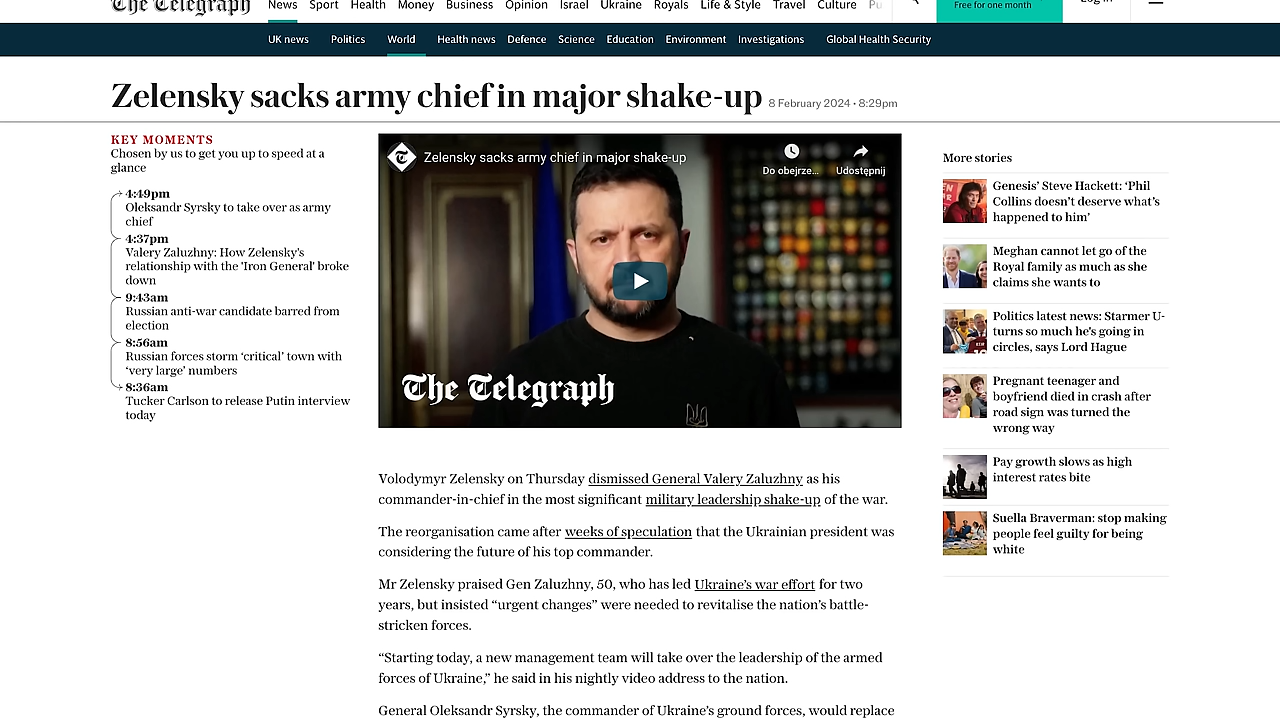 The Telegraph
News Sport Health Money Business Opinion Israel Ukraine Royals Life & Style Travel Culture Pu
Free for one month
Log in
UK news Politics World Health news Defence Science Education Environment Investigations Global Health Security
Zelensky sacks army chief in major shake-up 8 February 2024 • 8:29pm
KEY MOMENTS
Chosen by us to get you up to speed at a
glance
4:49pm
Oleksandr Syrsky to take over as army
chief
4:37pm
Valery Zaluzhny: How Zelensky's
relationship with the 'Iron General' broke
down
9:43am
Russian anti-war candidate barred from
election
8:56am
Russian forces storm ‘critical’ town with
‘very large’ numbers
8:36am
Tucker Carlson to release Putin interview
today
Zelensky sacks army chief in major shake-up
Do obejrze...
Udostępnij
The Telegraph
Volodymyr Zelensky on Thursday dismissed General Valery Zaluzhny as his
commander-in-chief in the most significant military leadership shake-up of the war.
The reorganisation came after weeks of speculation that the Ukrainian president was
considering the future of his top commander.
Mr Zelensky praised Gen Zaluzhny, 50, who has led Ukraine’s war effort for two
years, but insisted “urgent changes” were needed to revitalise the nation’s battle-
stricken forces.
“Starting today, a new management team will take over the leadership of the armed
forces of Ukraine,” he said in his nightly video address to the nation.
General Oleksandr Syrsky, the commander of Ukraine’s ground forces, would replace
More stories
Genesis’ Steve Hackett: ‘Phil
Collins doesn’t deserve what’s
happened to him’
Meghan cannot let go of the
Royal family as much as she
claims she wants to
Politics latest news: Starmer U-
turns so much he’s going in
circles, says Lord Hague
Pregnant teenager and
boyfriend died in crash after
road sign was turned the
wrong way
Pay growth slows as high
interest rates bite
Suella Braverman: stop making
people feel guilty for being
white